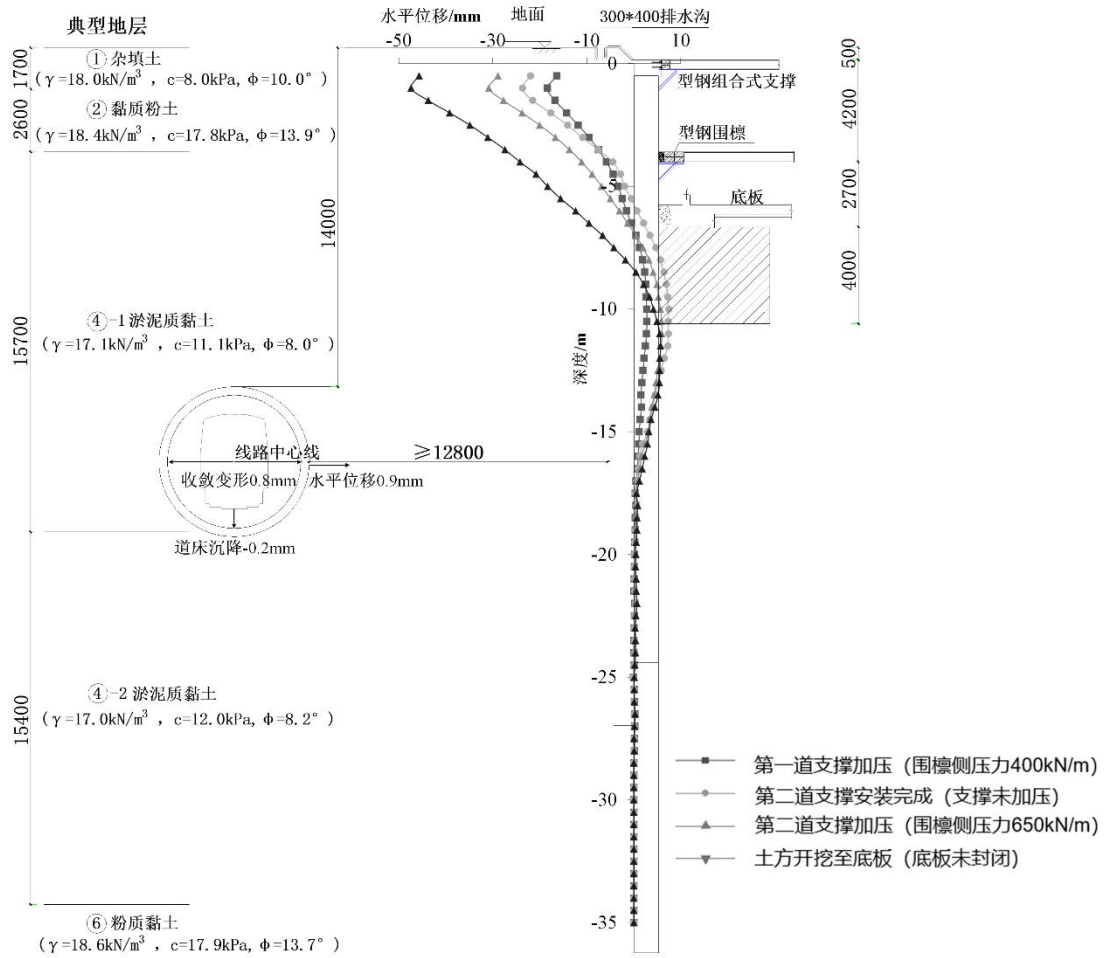 典型地层
水平位移/mm 地面
300*400排水沟
-50 -30 -10 10
1700
① 杂填土
(γ=18.0kN/m³ , c=8.0kPa, Φ=10.0°)
0
型钢组合式支撑
500
2600
② 黏质粉土
(γ=18.4kN/m³ , c=17.8kPa, Φ=13.9°)
型钢围檩
4200
-5
底板
2700
14000
4000
15700
④-1淤泥质黏土
(γ=17.1kN/m³ , c=11.1kPa, Φ=8.0°)
-10
深度/m
线路中心线
≥12800
-15
收敛变形0.8mm 水平位移0.9mm
道床沉降-0.2mm
-20
15400
④-2 淤泥质黏土
(γ=17.0kN/m³ , c=12.0kPa, Φ=8.2°)
-25
第一道支撑加压 (围檩侧压力400kN/m)
第二道支撑安装完成 (支撑未加压)
第二道支撑加压 (围檩侧压力650kN/m)
土方开挖至底板 (底板未封闭)
-30
-35
⑥ 粉质黏土
(γ=18.6kN/m³ , c=17.9kPa, Φ=13.7°)